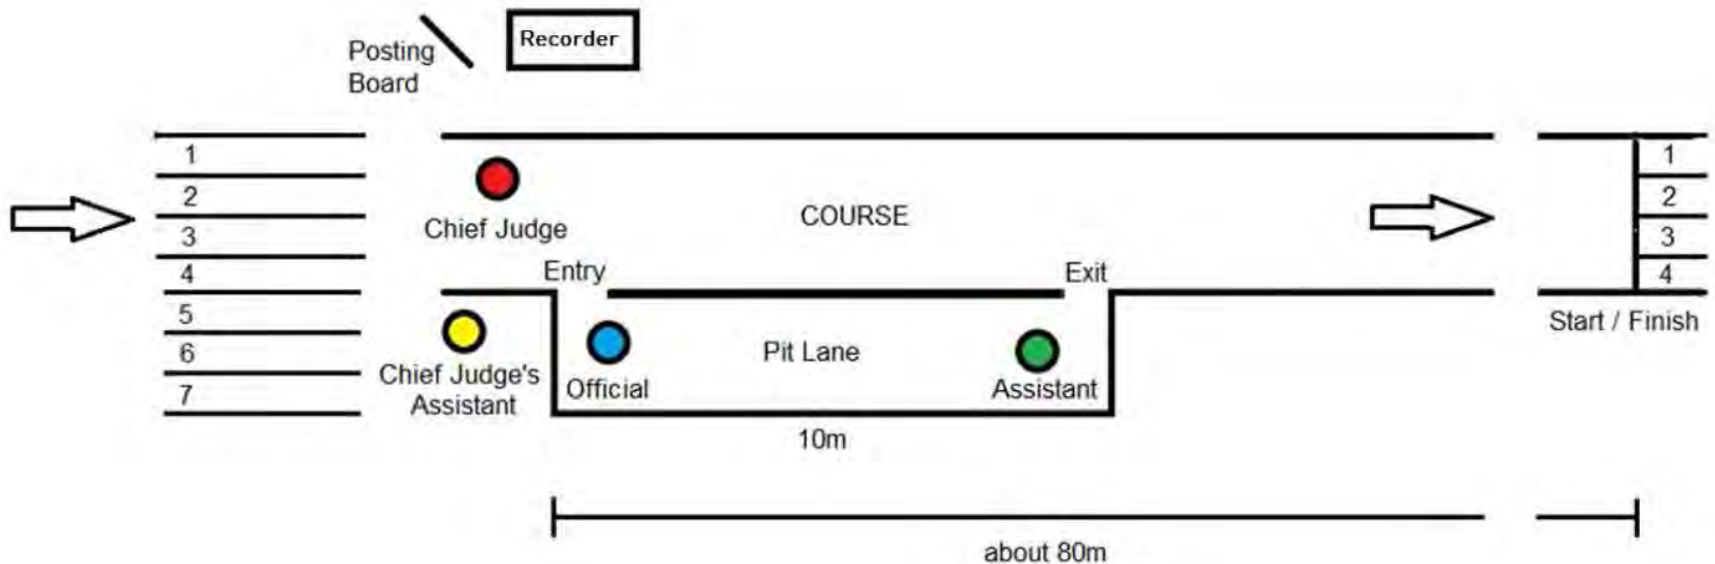 Posting
Board
Recorder
1
2
3
4
5
6
7
Chief Judge
COURSE
Entry
Exit
1
2
3
4
Start / Finish
Chief Judge's
Assistant
Official
Pit Lane
Assistant
10m
about 80m